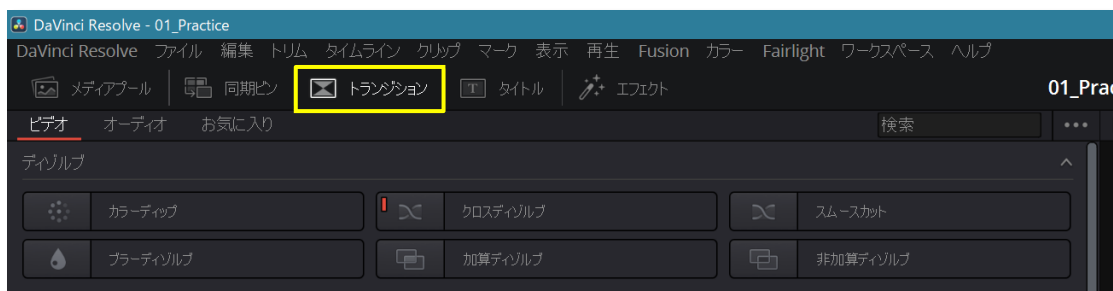 DaVinci Resolve - 01_Practice
DaVinci Resolve ファイル 編集 トリム タイムライン クリップ マーク 表示 再生 Fusion カラー Fairlight ワークスペース ヘルプ
メディアプール 同期ビン トランジション T タイトル エフェクト 01_Prac
ビデオ オーディオ お気に入り 検索
ディゾルブ
カラーディップ クロスディゾルブ スムースカット
ブラーディゾルブ 加算ディゾルブ 非加算ディゾルブ